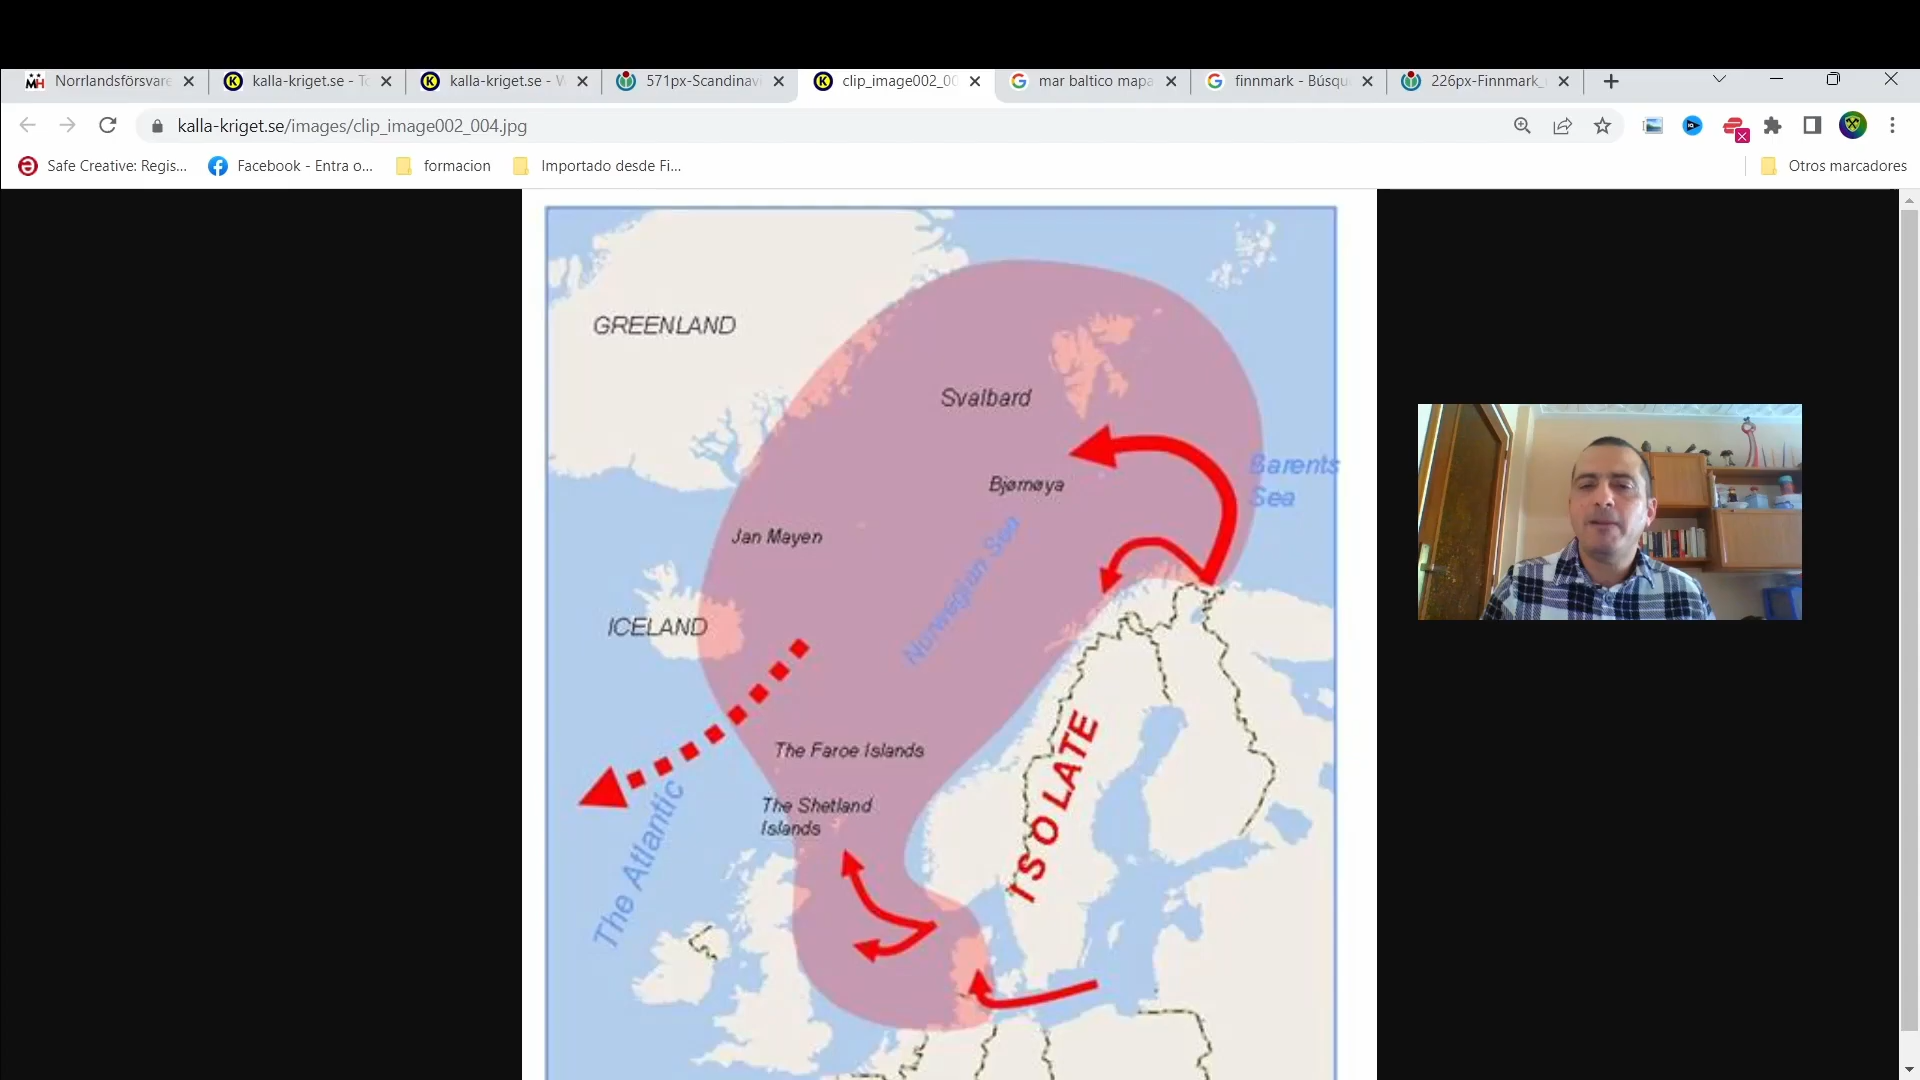 Norrlandsförsvare
kalla-kriget.se - To
kalla-kriget.se - W
571px-Scandinavi
clip_image002_00
mar baltico mapa
finnmark - Búsqu
226px-Finnmark_
kalla-kriget.se/images/clip_image002_004.jpg
Safe Creative: Regis...
Facebook - Entra o...
formacion
Importado desde Fi...
Otros marcadores
GREENLAND
Svalbard
Barents
Sea
Bjørnøya
Jan Mayen
Norwegian Sea
ICELAND
ISOLATE
The Faroe Islands
The Shetland
Islands
The Atlantic